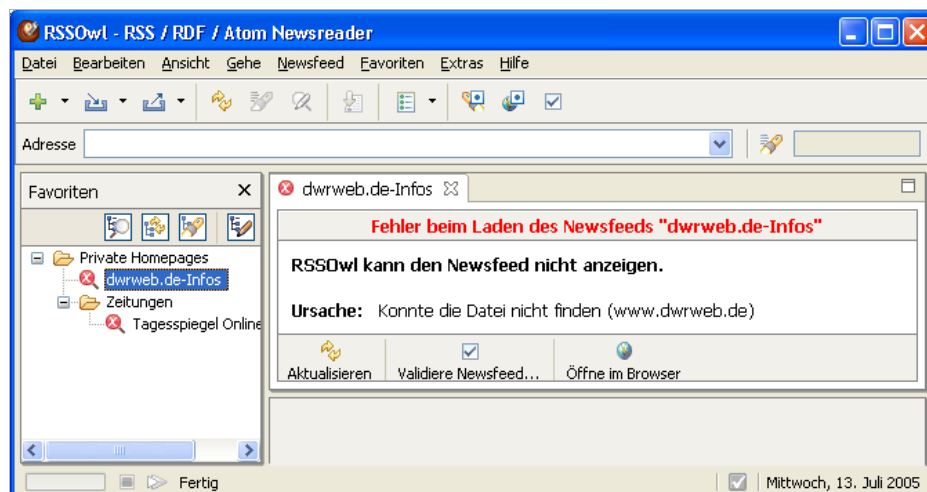 RSSOwl - RSS / RDF / Atom Newsreader
Datei Bearbeiten Ansicht Gehe Newsfeed Favoriten Extras Hilfe
Adresse
Favoriten
Private Homepages
dwrweb.de-Infos
Zeitungen
Tagesspiegel Online
dwrweb.de-Infos
Fehler beim Laden des Newsfeeds "dwrweb.de-Infos"
RSSOwl kann den Newsfeed nicht anzeigen.
Ursache: Konnte die Datei nicht finden (www.dwrweb.de)
Aktualisieren Validiere Newsfeed... Öffne im Browser
Fertig Mittwoch, 13. Juli 2005